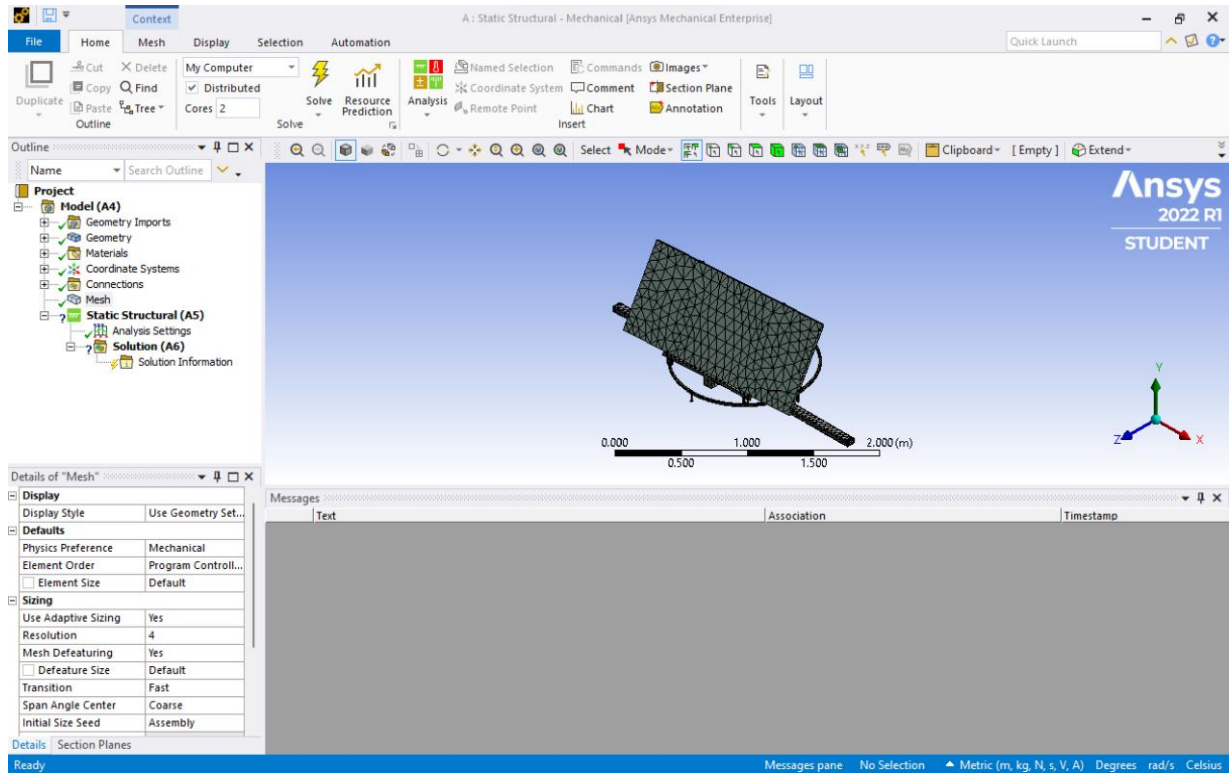 Context
A : Static Structural - Mechanical [Ansys Mechanical Enterprise]
File Home Mesh Display Selection Automation
Quick Launch
Duplicate
Cut
Copy
Paste
Delete
Find
Tree
Outline
My Computer
Distributed
Cores 2
Solve
Resource Prediction
Solve
Analysis
Named Selection
Coordinate System
Remote Point
Commands
Comment
Chart
Images
Section Plane
Annotation
Insert
Tools
Layout
Outline
Select Mode Clipboard [ Empty ] Extend
Name Search Outline
Project
Model (A4)
Geometry Imports
Geometry
Materials
Coordinate Systems
Connections
Mesh
Static Structural (A5)
Analysis Settings
Solution (A6)
Solution Information
Ansys
2022 R1
STUDENT
Y
Z
X
0.000 1.000 2.000 (m)
0.500 1.500
Details of "Mesh"
Display
Display Style Use Geometry Set...
Defaults
Physics Preference Mechanical
Element Order Program Controll...
Element Size Default
Sizing
Use Adaptive Sizing Yes
Resolution 4
Mesh Defeaturing Yes
Defeature Size Default
Transition Fast
Span Angle Center Coarse
Initial Size Seed Assembly
Details Section Planes
Messages
Text Association Timestamp
Ready
Messages pane No Selection Metric (m, kg, N, s, V, A) Degrees rad/s Celsius